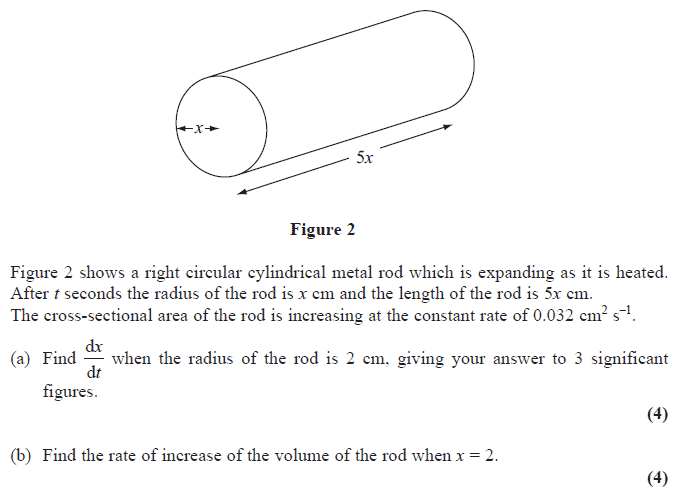 x
5x
Figure 2
Figure 2 shows a right circular cylindrical metal rod which is expanding as it is heated.
After t seconds the radius of the rod is x cm and the length of the rod is 5x cm.
The cross-sectional area of the rod is increasing at the constant rate of 0.032 cm² s⁻¹.
(a) Find dx/dt when the radius of the rod is 2 cm, giving your answer to 3 significant
figures.
(4)
(b) Find the rate of increase of the volume of the rod when x = 2.
(4)